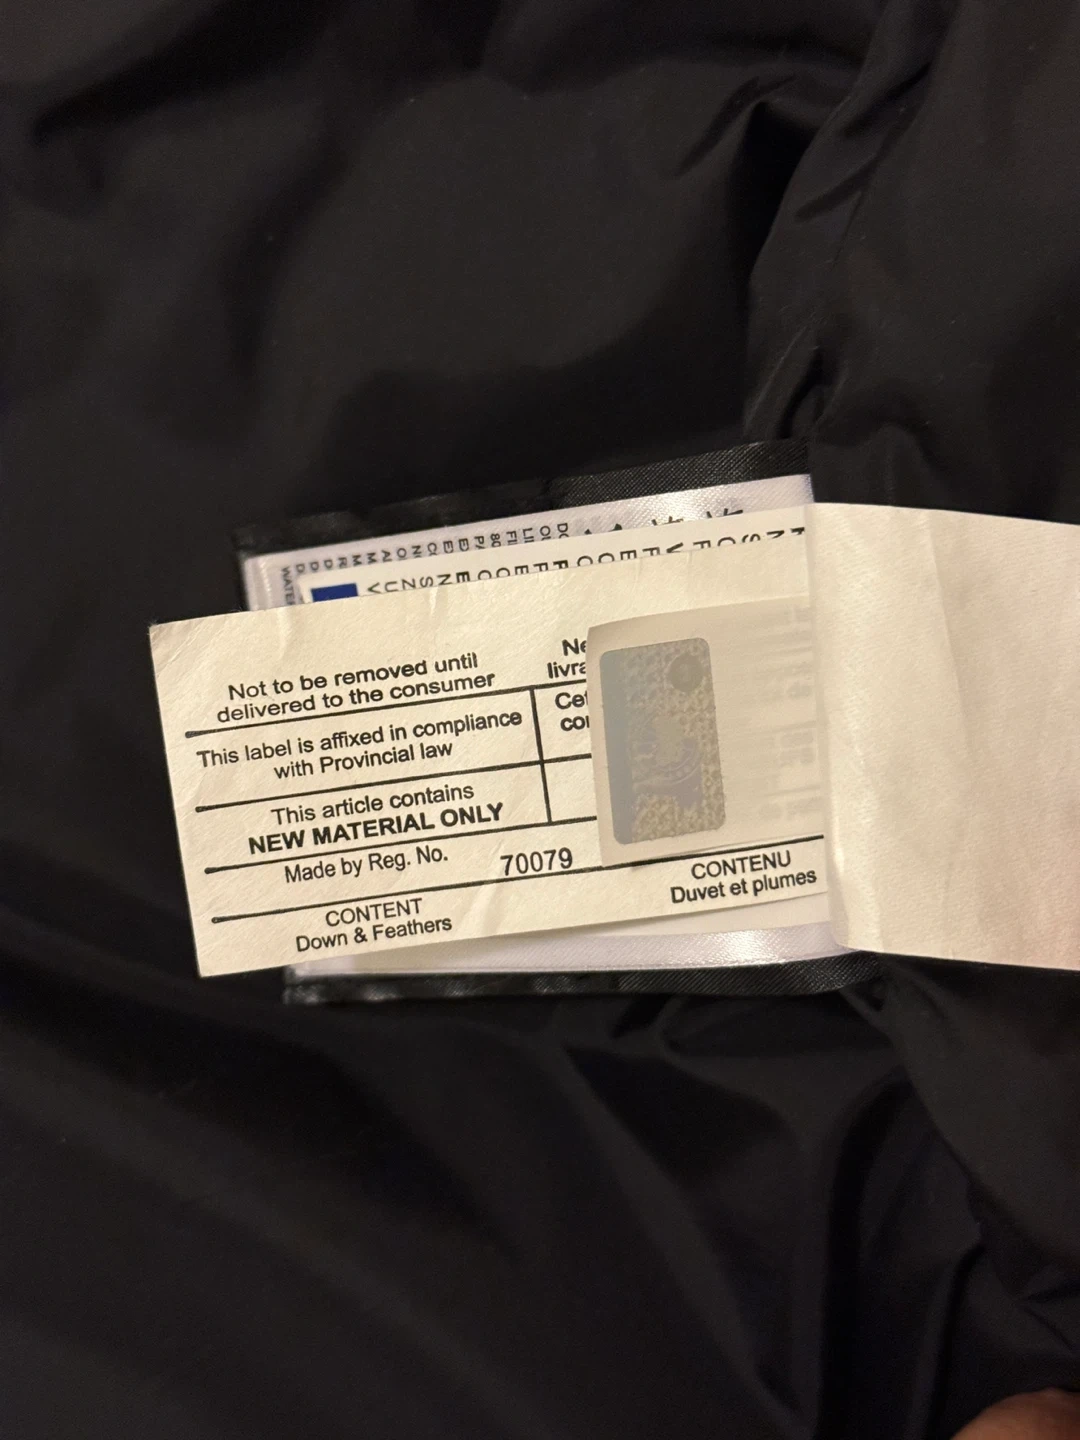 Not to be removed until
delivered to the consumer
This label is affixed in compliance
with Provincial law
This article contains
NEW MATERIAL ONLY
Made by Reg. No. 70079
CONTENT
Down & Feathers
CONTENU
Duvet et plumes